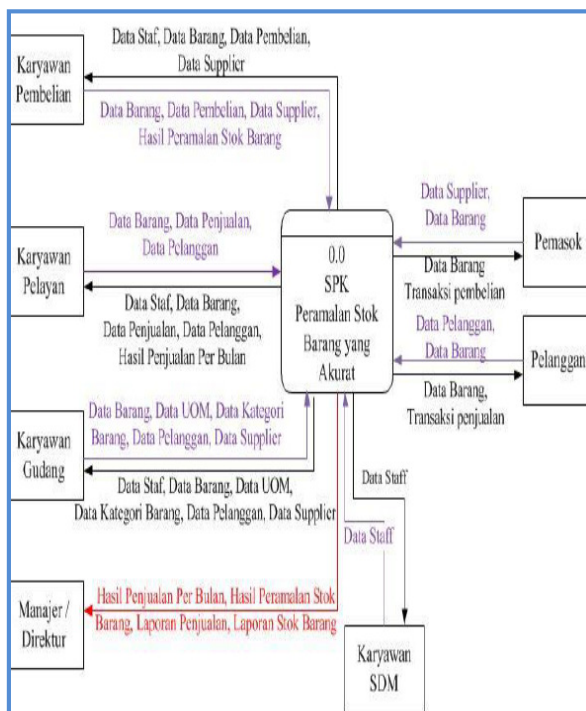 Karyawan
Pembelian
Data Staf, Data Barang, Data Pembelian,
Data Supplier
Data Barang, Data Pembelian, Data Supplier,
Hasil Peramalan Stok Barang
Karyawan
Pelayan
Data Barang, Data Penjualan,
Data Pelanggan
Data Staf, Data Barang,
Data Penjualan, Data Pelanggan,
Hasil Penjualan Per Bulan
0.0
SPK
Peramalan Stok
Barang yang
Akurat
Data Supplier,
Data Barang
Pemasok
Data Barang
Transaksi pembelian
Data Pelanggan,
Data Barang
Pelanggan
Data Barang,
Transaksi penjualan
Karyawan
Gudang
Data Barang, Data UOM, Data Kategori
Barang, Data Pelanggan, Data Supplier
Data Staf, Data Barang, Data UOM,
Data Kategori Barang, Data Pelanggan, Data Supplier
Data Staff
Data Staff
Manajer /
Direktur
Hasil Penjualan Per Bulan, Hasil Peramalan Stok
Barang, Laporan Penjualan, Laporan Stok Barang
Karyawan
SDM